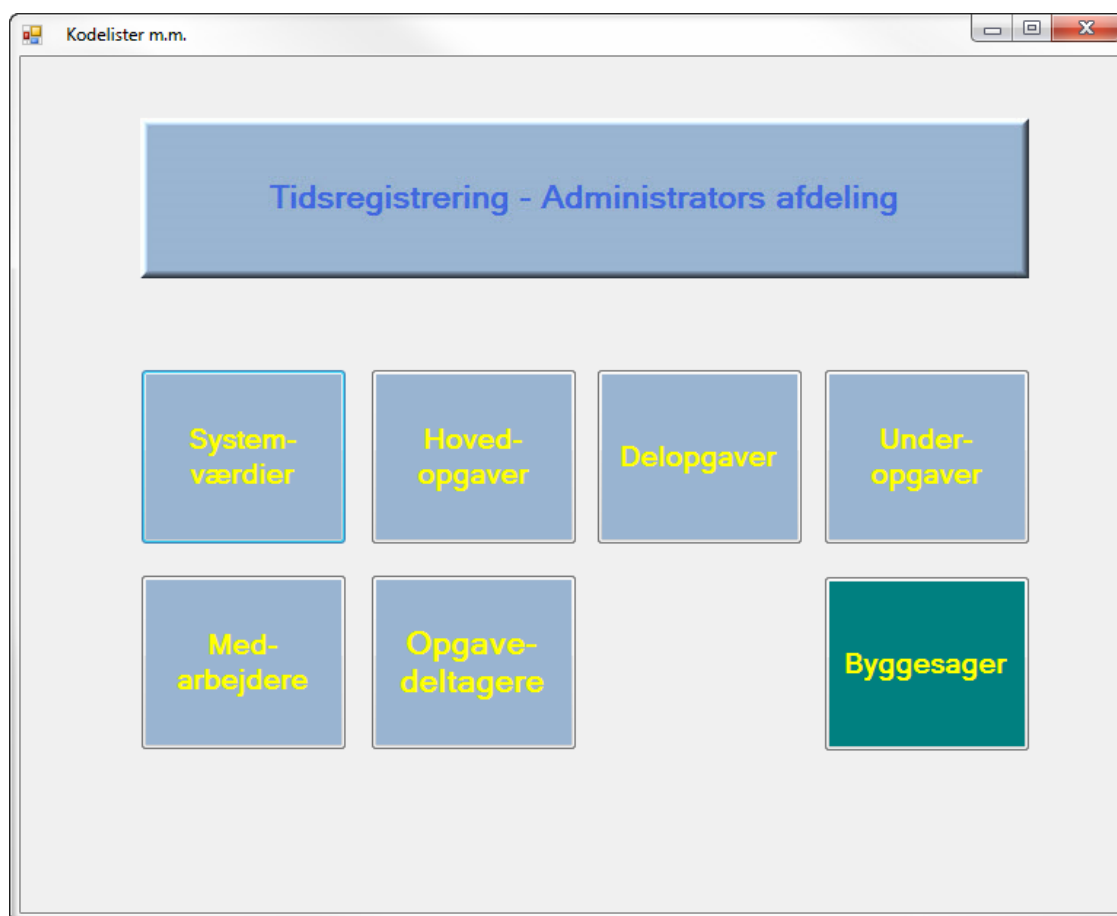 Kodelister m.m.
Tidsregistrering - Administrators afdeling
System-
værdier
Hoved-
opgaver
Delopgaver
Under-
opgaver
Med-
arbejdere
Opgave-
deltagere
Byggesager